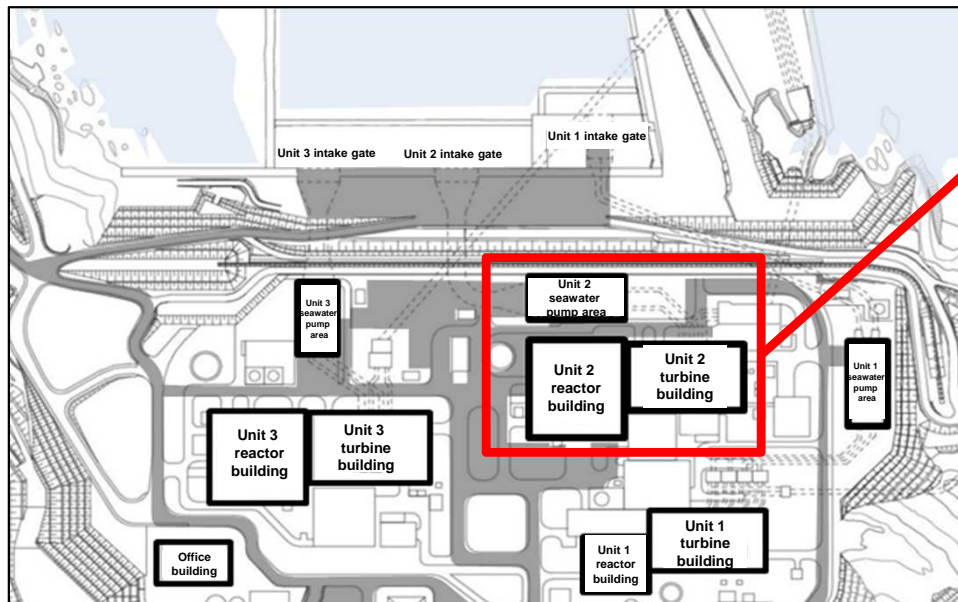 Unit 3 intake gate
Unit 2 intake gate
Unit 1 intake gate
Unit 3
seawater
pump
area
Unit 2
seawater
pump area
Unit 1
seawater
pump
area
Unit 2
reactor
building
Unit 2
turbine
building
Unit 3
reactor
building
Unit 3
turbine
building
Unit 1
turbine
building
Unit 1
reactor
building
Office
building